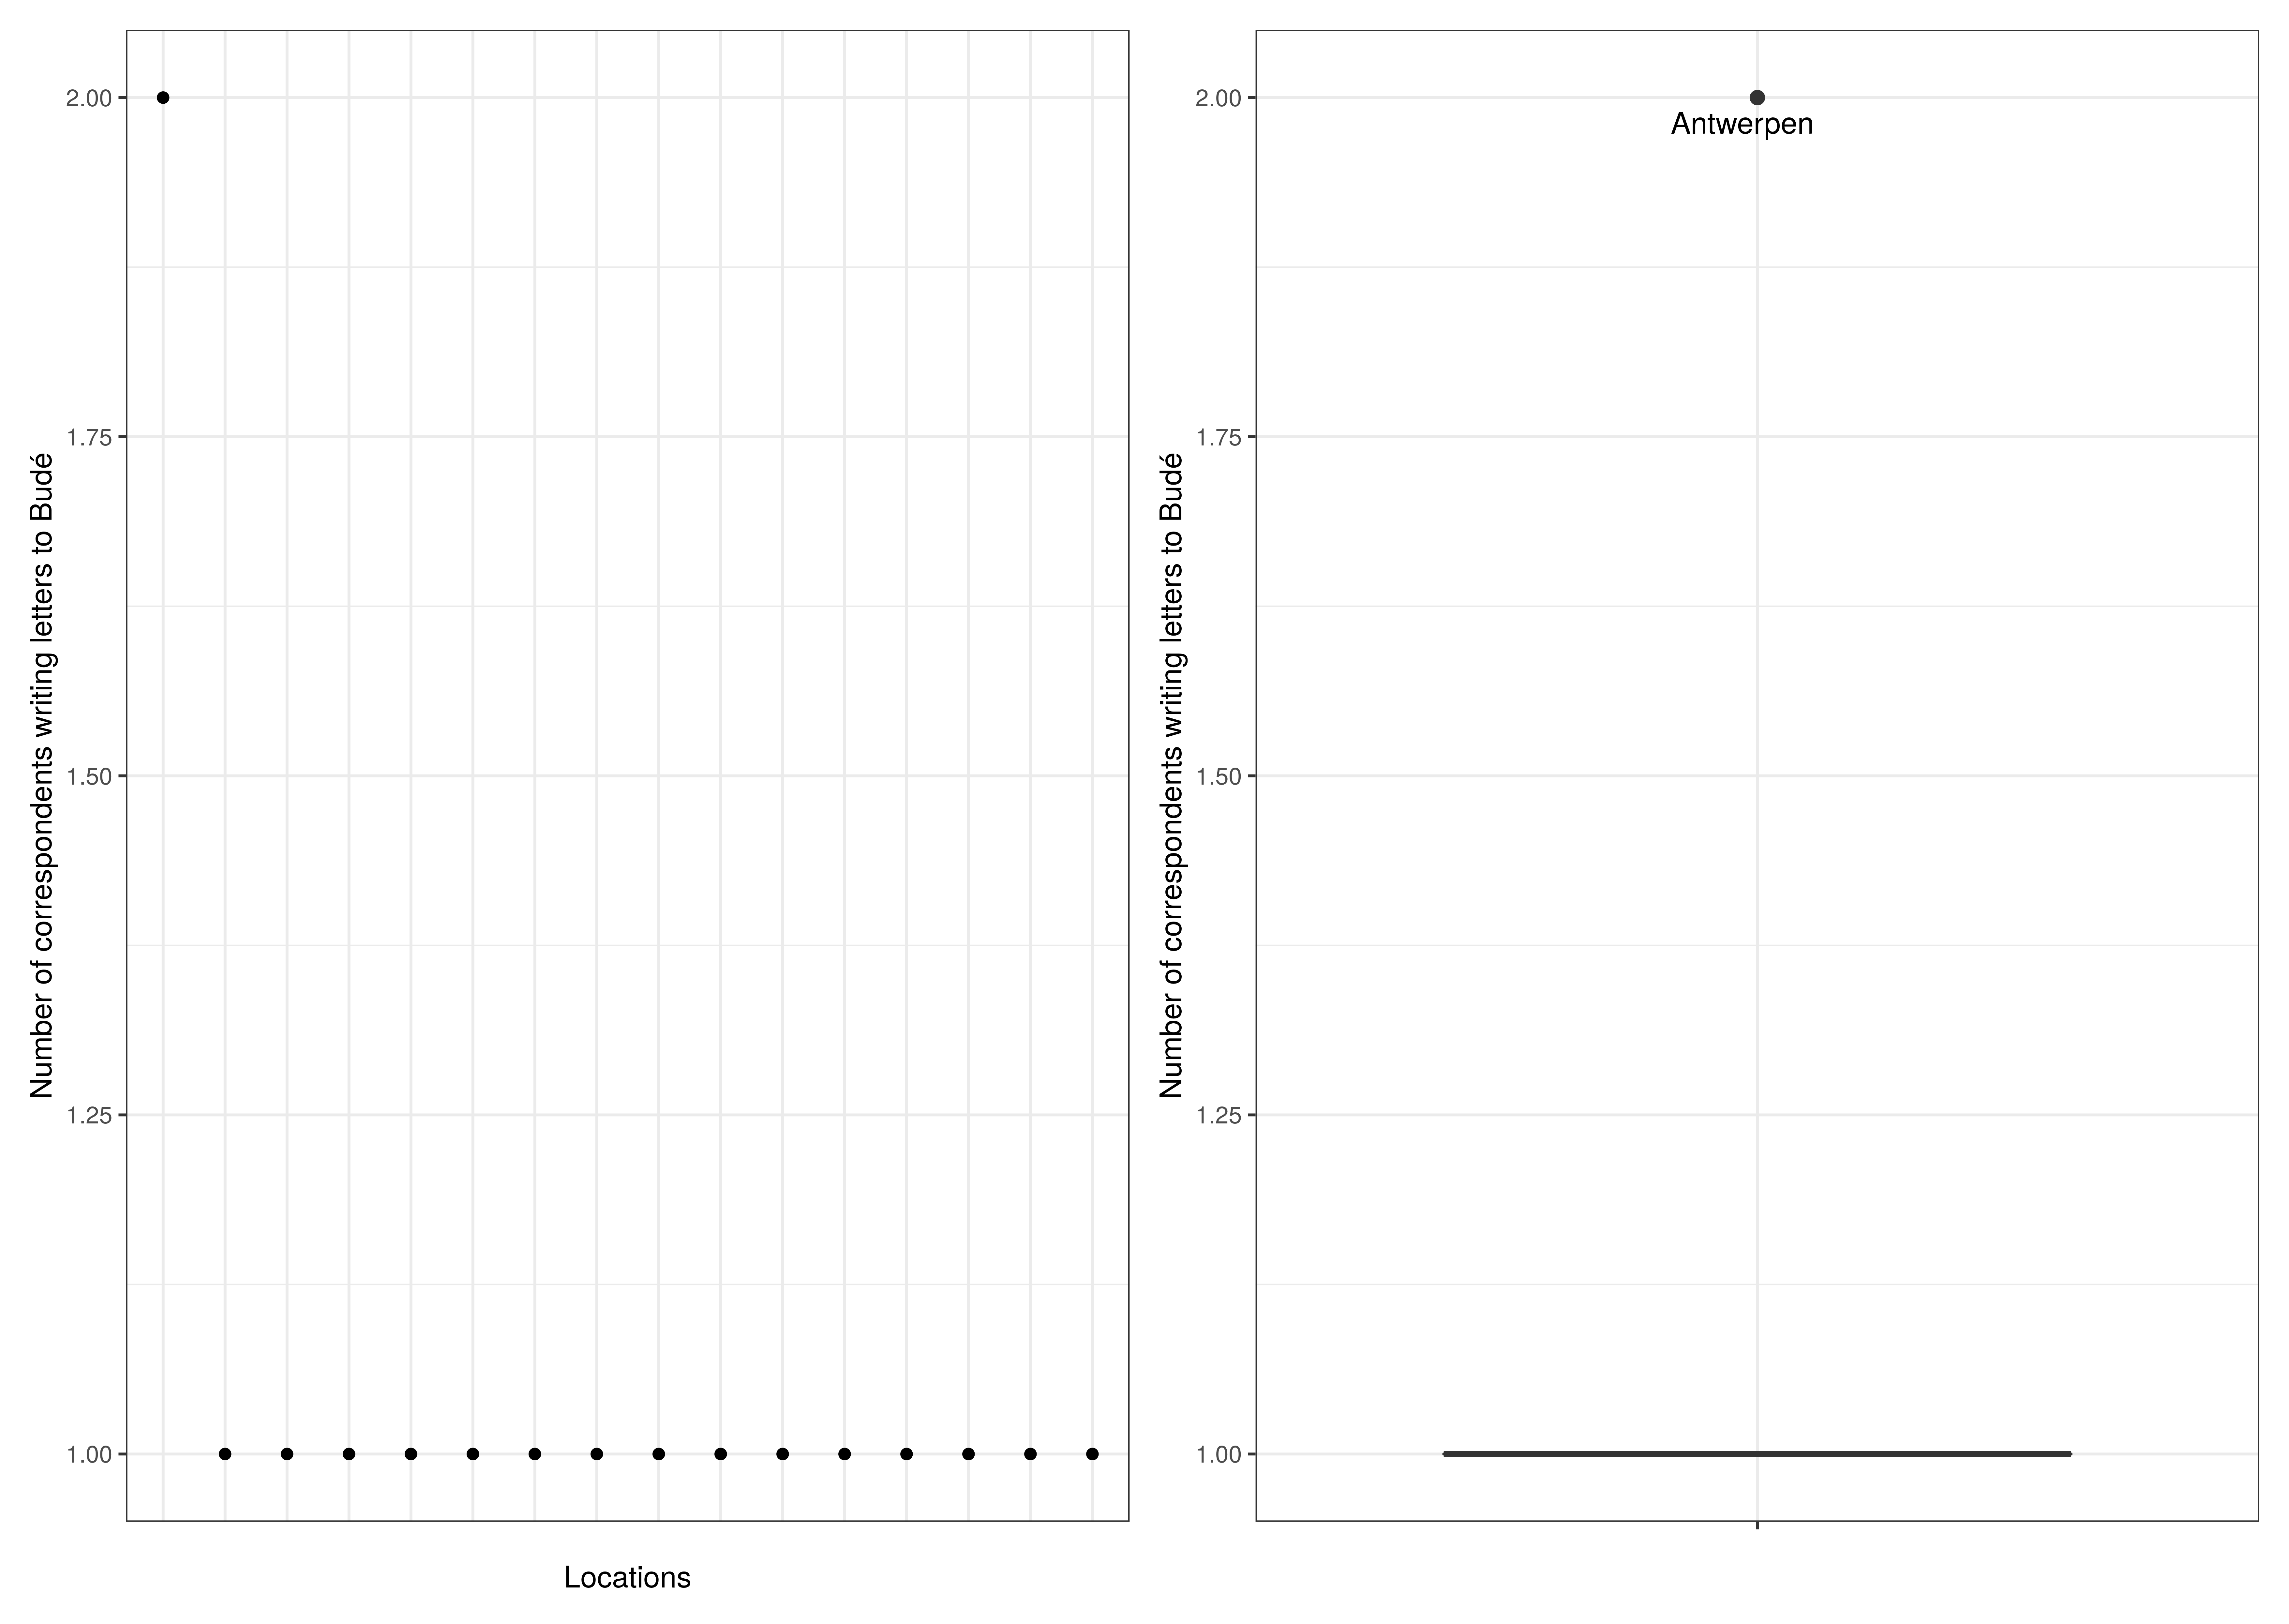 Number of correspondents writing letters to Budé
2.00
1.75
1.50
1.25
1.00
Locations
Number of correspondents writing letters to Budé
2.00
1.75
1.50
1.25
1.00
Antwerpen